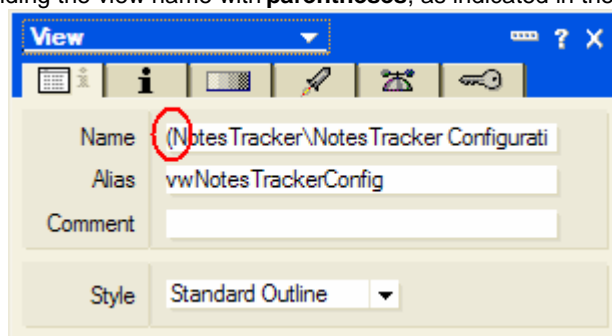 ding the view name with parentheses, as indicated in the
View
? X
i i
Name (NotesTracker\NotesTracker Configurati
Alias vwNotesTrackerConfig
Comment
Style Standard Outline